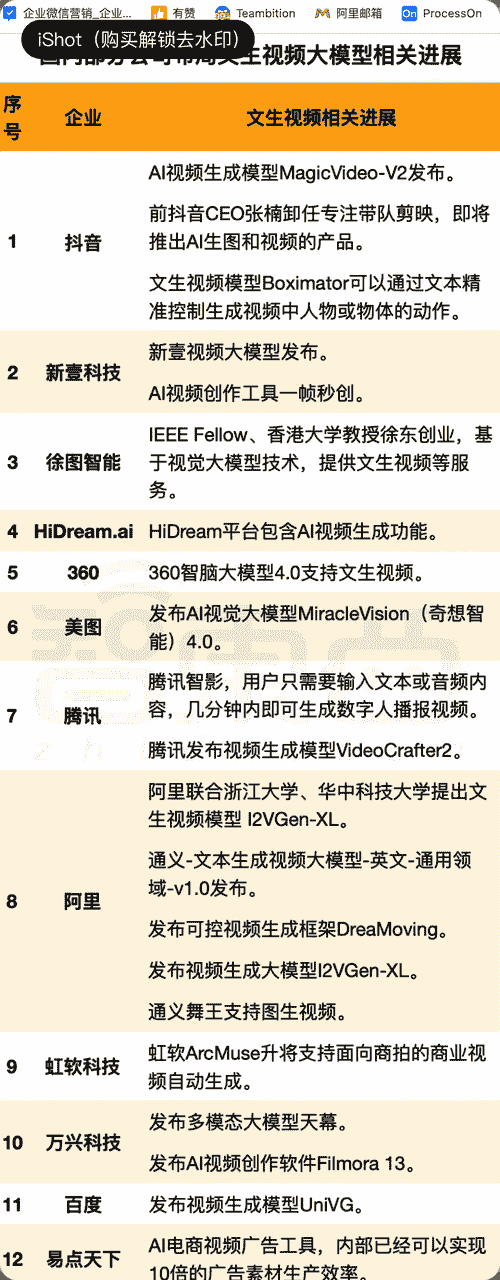 企业微信营销_企业... 有赞 Teambition 阿里邮箱 ProcessOn
iShot（购买解锁去水印）
国内部分公司布局文生视频大模型相关进展
序号 企业 文生视频相关进展
AI视频生成模型MagicVideo-V2发布。
前抖音CEO张楠卸任专注带队剪映，即将
1 抖音 推出AI生图和视频的产品。
文生视频模型Boximator可以通过文本精
准控制生成视频中人物或物体的动作。
新壹视频大模型发布。
2 新壹科技
AI视频创作工具一帧秒创。
IEEE Fellow、香港大学教授徐东创业，基
3 徐图智能 于视觉大模型技术，提供文生视频等服
务。
4 HiDream.ai HiDream平台包含AI视频生成功能。
5 360 360智脑大模型4.0支持文生视频。
发布AI视觉大模型MiracleVision（奇想智
6 美图
能）4.0。
腾讯智影，用户只需要输入文本或音频内
7 腾讯 容，几分钟内即可生成数字人播报视频。
腾讯发布视频生成模型VideoCrafter2。
阿里联合浙江大学、华中科技大学提出文
生视频模型 I2VGen-XL。
通义-文本生成视频大模型-英文-通用领
8 阿里 域-v1.0发布。
发布可控视频生成框架DreaMoving。
发布视频生成大模型I2VGen-XL。
通义舞王支持图生视频。
虹软ArcMuse升将支持面向商拍的商业视
9 虹软科技
频自动生成。
发布多模态大模型天幕。
10 万兴科技
发布AI视频创作软件Filmora 13。
11 百度 发布视频生成模型UniVG。
AI电商视频广告工具，内部已经可以实现
12 易点天下
10倍的广告素材生产效率。